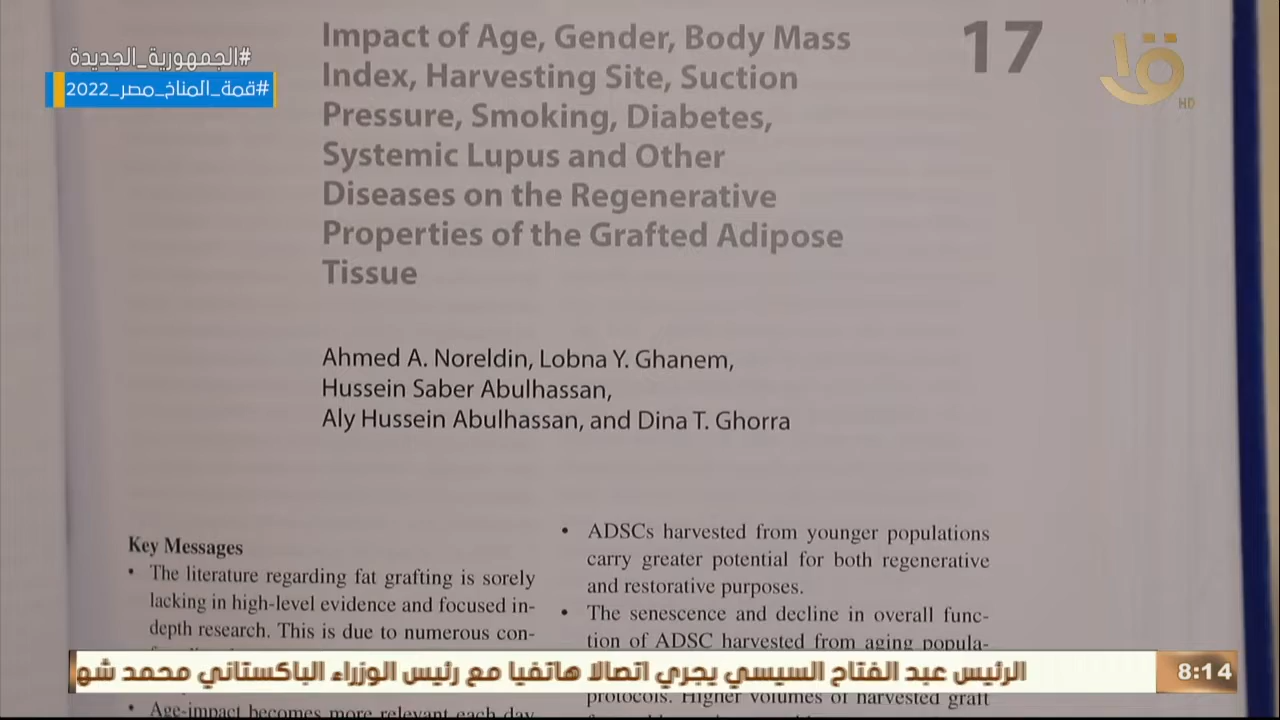 #الجمهورية_الجديدة
#قمة_المناخ_مصر_2022
HD
17
Impact of Age, Gender, Body Mass
Index, Harvesting Site, Suction
Pressure, Smoking, Diabetes,
Systemic Lupus and Other
Diseases on the Regenerative
Properties of the Grafted Adipose
Tissue
Ahmed A. Noreldin, Lobna Y. Ghanem,
Hussein Saber Abulhassan,
Aly Hussein Abulhassan, and Dina T. Ghorra
Key Messages
• The literature regarding fat grafting is sorely
lacking in high-level evidence and focused in-
depth research. This is due to numerous con-
• Age-impact becomes more relevant each day
• ADSCs harvested from younger populations
carry greater potential for both regenerative
and restorative purposes.
• The senescence and decline in overall func-
tion of ADSC harvested from aging popula-
protocols. Higher volumes of harvested graft
الرئيس عبد الفتاح السيسي يجري اتصالا هاتفيا مع رئيس الوزراء الباكستاني محمد شه
8:14